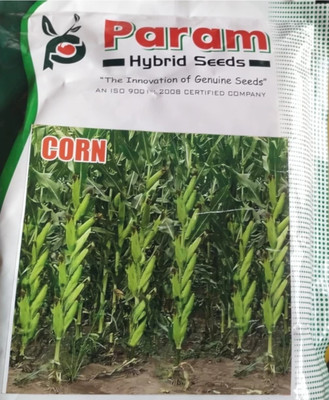 Param
Hybrid Seeds
"The Innovation of Genuine Seeds"
AN ISO 9001:2008 CERTIFIED COMPANY
CORN